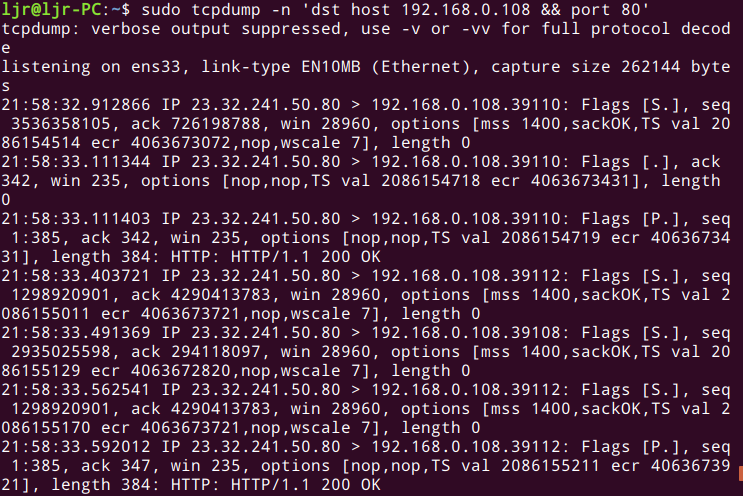 ljr@ljr-PC:~$ sudo tcpdump -n 'dst host 192.168.0.108 && port 80'
tcpdump: verbose output suppressed, use -v or -vv for full protocol decod
e
listening on ens33, link-type EN10MB (Ethernet), capture size 262144 byte
s
21:58:32.912866 IP 23.32.241.50.80 > 192.168.0.108.39110: Flags [S.], seq
 3536358105, ack 726198788, win 28960, options [mss 1400,sackOK,TS val 20
86154514 ecr 4063673072,nop,wscale 7], length 0
21:58:33.111344 IP 23.32.241.50.80 > 192.168.0.108.39110: Flags [.], ack
342, win 235, options [nop,nop,TS val 2086154718 ecr 4063673431], length
0
21:58:33.111403 IP 23.32.241.50.80 > 192.168.0.108.39110: Flags [P.], seq
 1:385, ack 342, win 235, options [nop,nop,TS val 2086154719 ecr 40636734
31], length 384: HTTP: HTTP/1.1 200 OK
21:58:33.403721 IP 23.32.241.50.80 > 192.168.0.108.39112: Flags [S.], seq
 1298920901, ack 4290413783, win 28960, options [mss 1400,sackOK,TS val 2
086155011 ecr 4063673721,nop,wscale 7], length 0
21:58:33.491369 IP 23.32.241.50.80 > 192.168.0.108.39108: Flags [S.], seq
 2935025598, ack 294118097, win 28960, options [mss 1400,sackOK,TS val 20
86155129 ecr 4063672820,nop,wscale 7], length 0
21:58:33.562541 IP 23.32.241.50.80 > 192.168.0.108.39112: Flags [S.], seq
 1298920901, ack 4290413783, win 28960, options [mss 1400,sackOK,TS val 2
086155170 ecr 4063673721,nop,wscale 7], length 0
21:58:33.592012 IP 23.32.241.50.80 > 192.168.0.108.39112: Flags [P.], seq
 1:385, ack 347, win 235, options [nop,nop,TS val 2086155211 ecr 40636739
21], length 384: HTTP: HTTP/1.1 200 OK